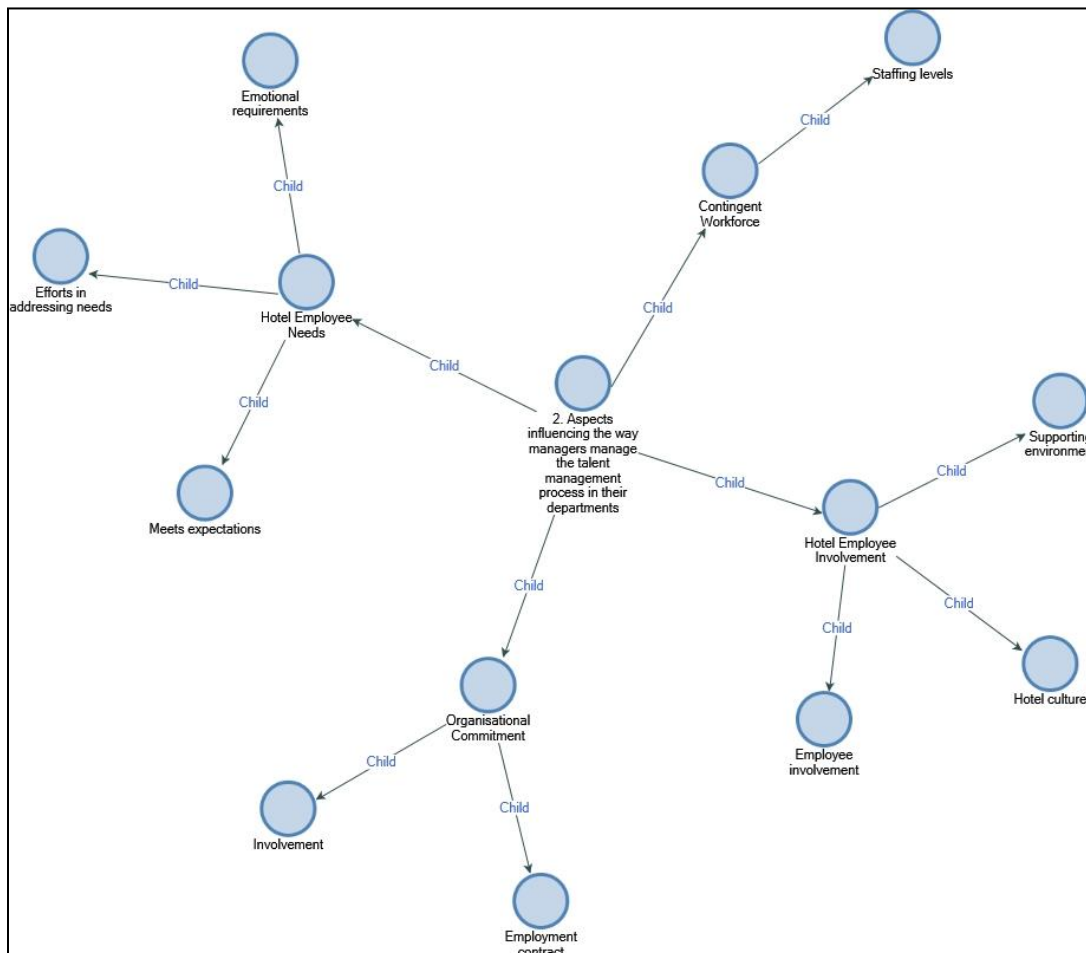 Staffing levels
Emotional
requirements
Child
Child
Contingent
Workforce
Efforts in
addressing needs
Child
Hotel Employee
Needs
Child
Child
Child
2. Aspects
influencing the way
managers manage
the talent
management
process in their
departments
Supporting
Child
Child
Meets expectations
Hotel Employee
Involvement
Child
Child
Child
Hotel culture
Organisational
Commitment
Employee
involvement
Child
Child
Involvement
Employment
contract